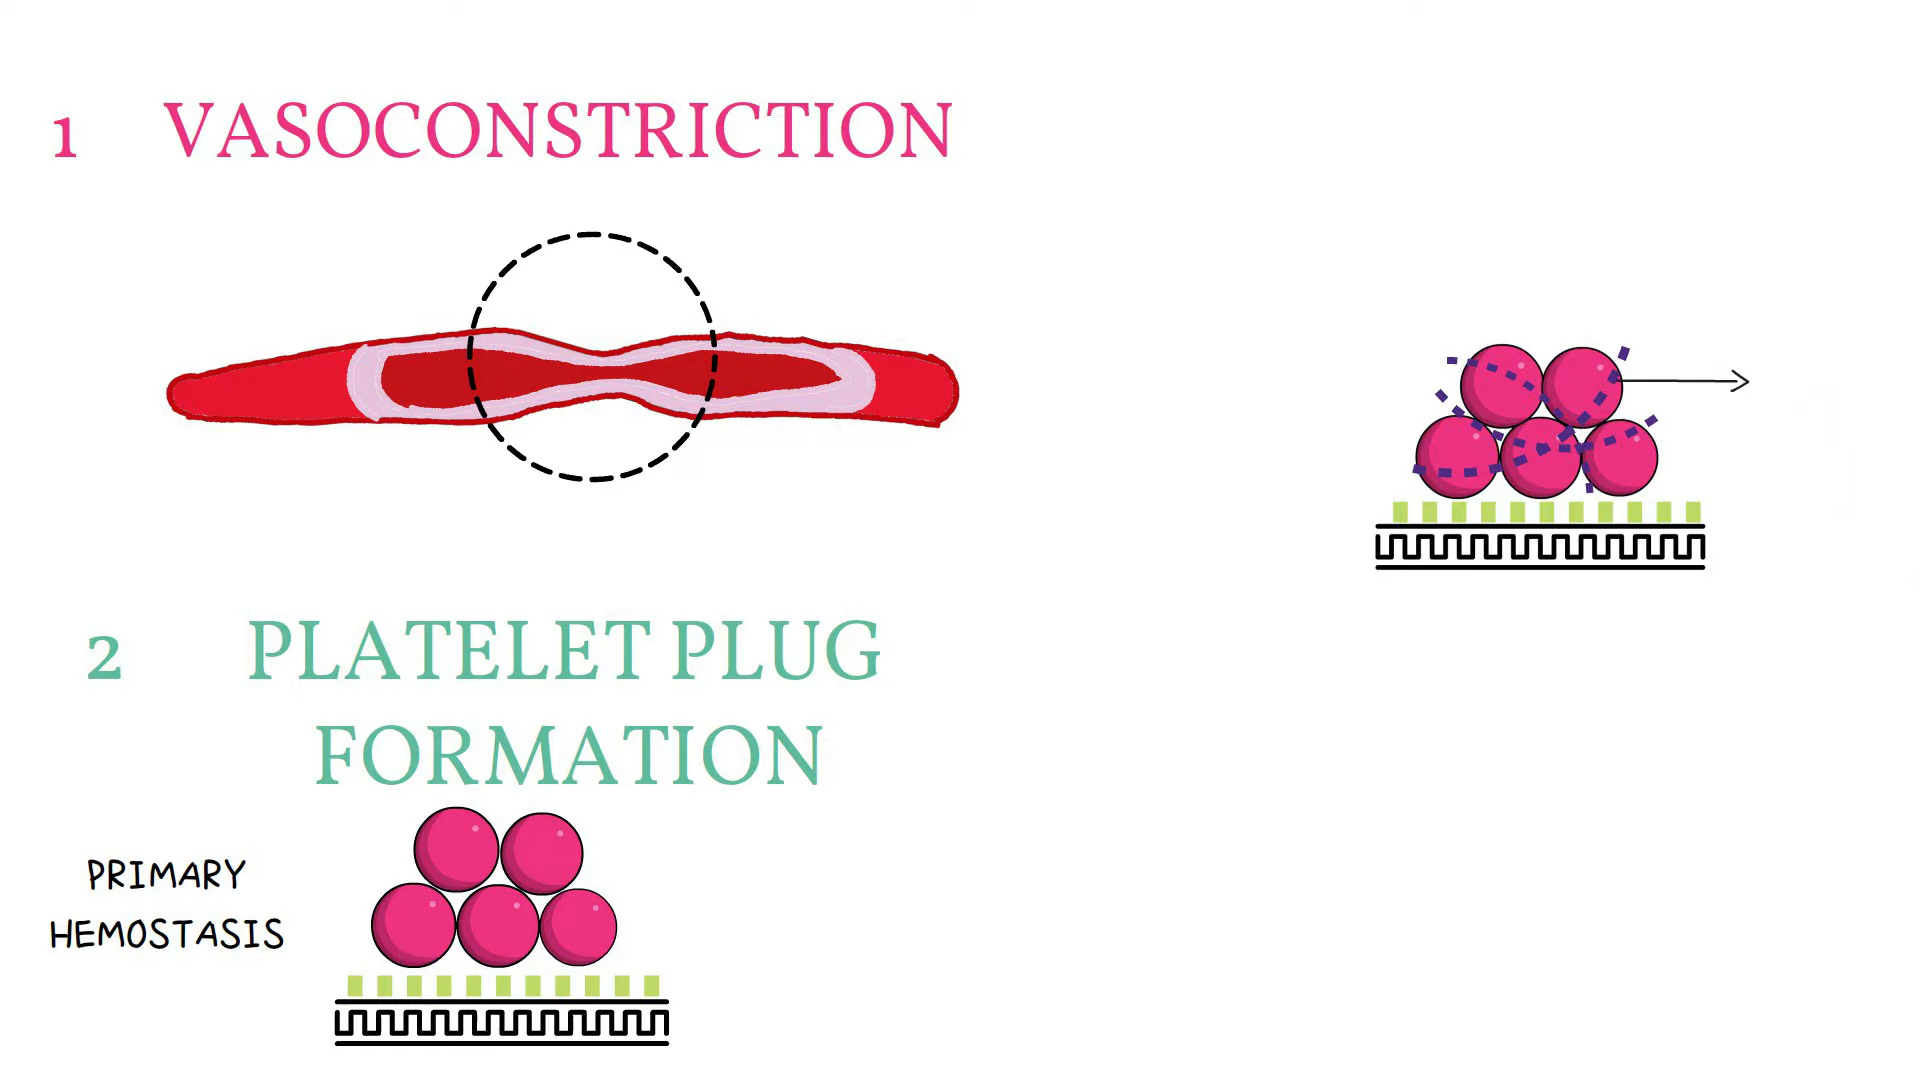 1 VASOCONSTRICTION
2 PLATELET PLUG
FORMATION
PRIMARY
HEMOSTASIS